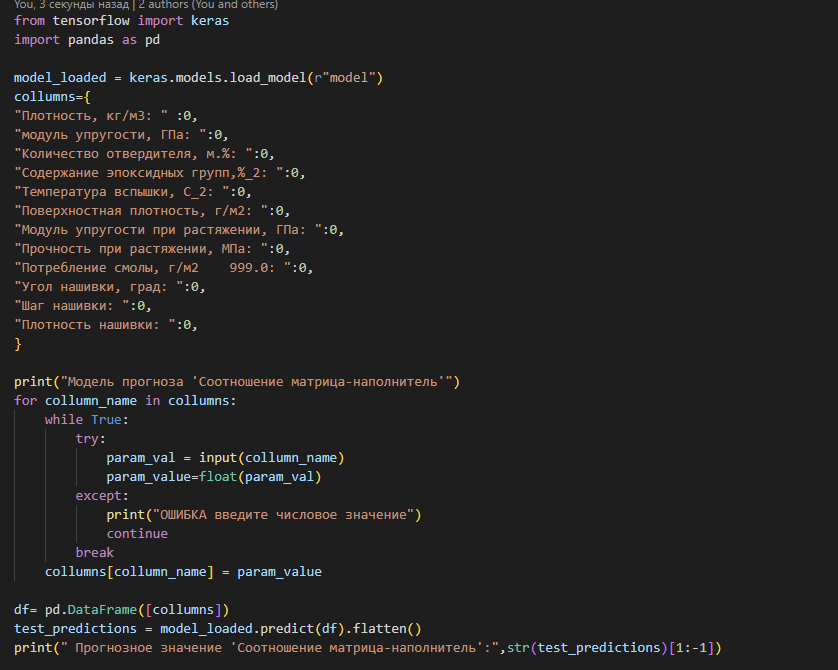 You, 3 секунды назад | 2 authors (You and others)
from tensorflow import keras
import pandas as pd
model_loaded = keras.models.load_model(r"model")
collumns={
"Плотность, кг/м3: " :0,
"модуль упругости, ГПа: ":0,
"Количество отвердителя, м.%: ":0,
"Содержание эпоксидных групп,%_2: ":0,
"Температура вспышки, С_2: ":0,
"Поверхностная плотность, г/м2: ":0,
"Модуль упругости при растяжении, ГПа: ":0,
"Прочность при растяжении, МПа: ":0,
"Потребление смолы, г/м2    999.0: ":0,
"Угол нашивки, град: ":0,
"Шаг нашивки: ":0,
"Плотность нашивки: ":0,
}
print("Модель прогноза 'Соотношение матрица-наполнитель'")
for collumn_name in collumns:
    while True:
        try:
            param_val = input(collumn_name)
            param_value=float(param_val)
        except:
            print("ОШИБКА введите числовое значение")
            continue
        break
    collumns[collumn_name] = param_value
df= pd.DataFrame([collumns])
test_predictions = model_loaded.predict(df).flatten()
print(" Прогнозное значение 'Соотношение матрица-наполнитель':",str(test_predictions)[1:-1])